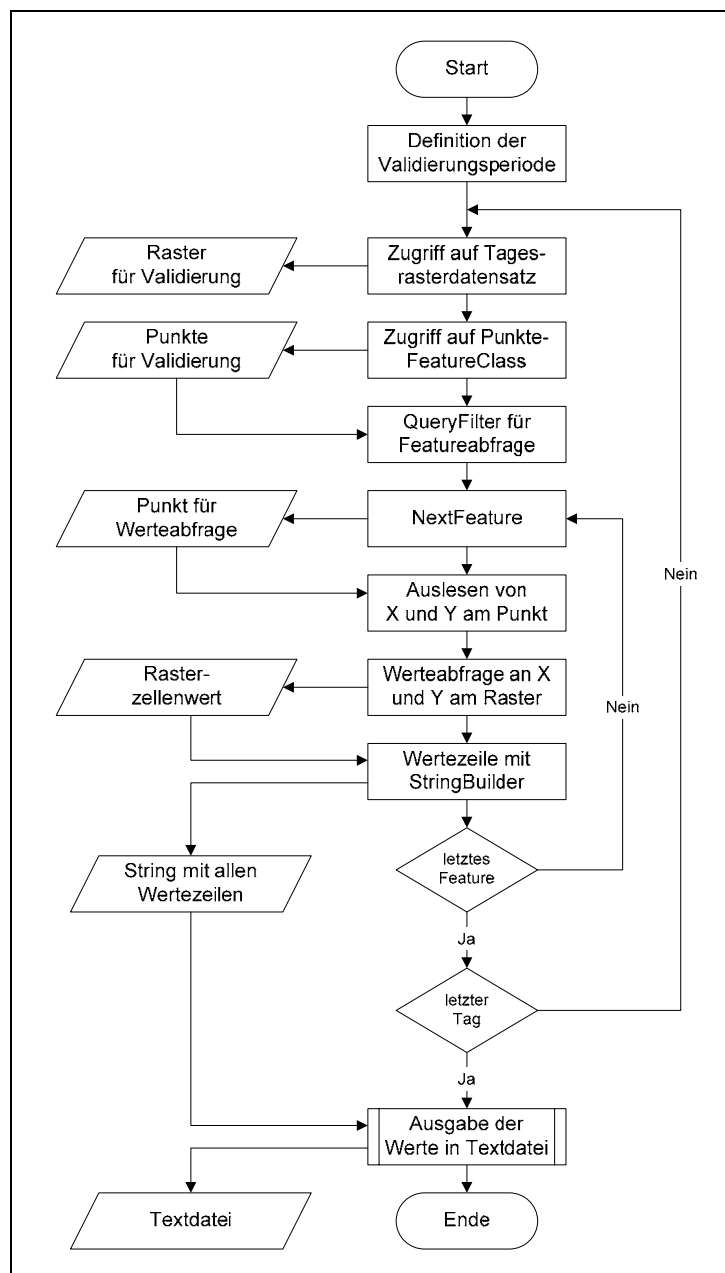 Start
Definition der
Validierungsperiode
Raster
für Validierung
Zugriff auf Tages-
rasterdatensatz
Punkte
für Validierung
Zugriff auf Punkte-
FeatureClass
QueryFilter für
Featureabfrage
Punkt für
Werteabfrage
NextFeature
Nein
Auslesen von
X und Y am Punkt
Raster-
zellenwert
Werteabfrage an X
und Y am Raster
Nein
Wertezeile mit
StringBuilder
String mit allen
Wertezeilen
letztes
Feature
Ja
letzter
Tag
Ja
Ausgabe der
Werte in Textdatei
Textdatei
Ende